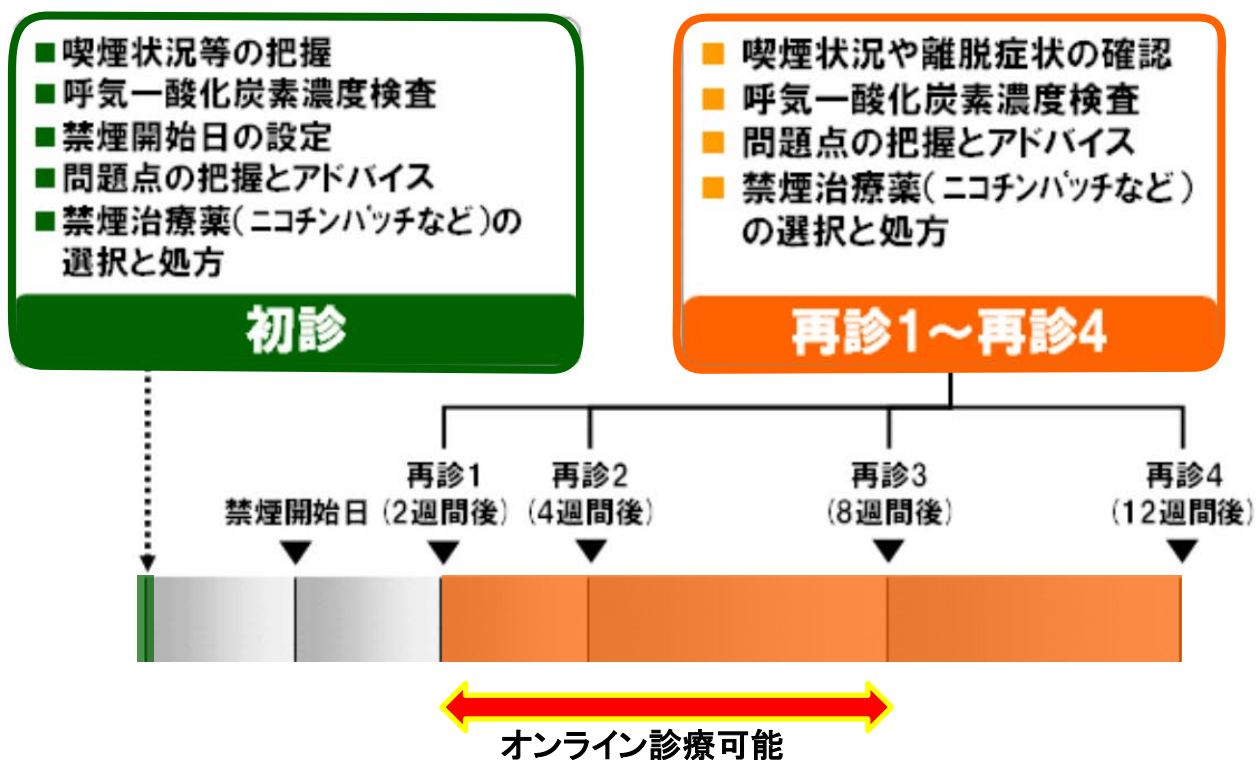 ■喫煙状況等の把握
■呼気一酸化炭素濃度検査
■禁煙開始日の設定
■問題点の把握とアドバイス
■禁煙治療薬(ニコチンパッチなど)の
選択と処方
初診
■喫煙状況や離脱症状の確認
■呼気一酸化炭素濃度検査
■問題点の把握とアドバイス
■禁煙治療薬(ニコチンパッチなど)
の選択と処方
再診1~再診4
禁煙開始日
再診1
(2週間後)
再診2
(4週間後)
再診3
(8週間後)
再診4
(12週間後)
オンライン診療可能